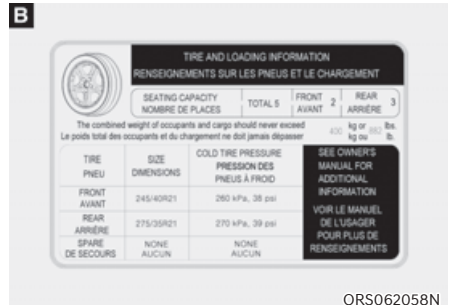 B
TIRE AND LOADING INFORMATION
RENSEIGNEMENTS SUR LES PNEUS ET LE CHARGEMENT
SEATING CAPACITY
NOMBRE DE PLACES
TOTAL 5
FRONT
AVANT
2
REAR
ARRIÈRE
3
The combined weight of occupants and cargo should never exceed
Le poids total des occupants et du chargement ne doit jamais dépasser
400
kg or
kg ou
882
lbs.
lb.
TIRE
PNEU
SIZE
DIMENSIONS
COLD TIRE PRESSURE
PRESSION DES
PNEUS À FROID
FRONT
AVANT
245/40R21
260 kPa, 38 psi
REAR
ARRIÈRE
275/35R21
270 kPa, 39 psi
SPARE
DE SECOURS
NONE
AUCUN
NONE
AUCUN
SEE OWNER'S
MANUAL FOR
ADDITIONAL
INFORMATION
VOIR LE MANUEL
DE L'USAGER
POUR PLUS DE
RENSEIGNEMENTS
ORS062058N